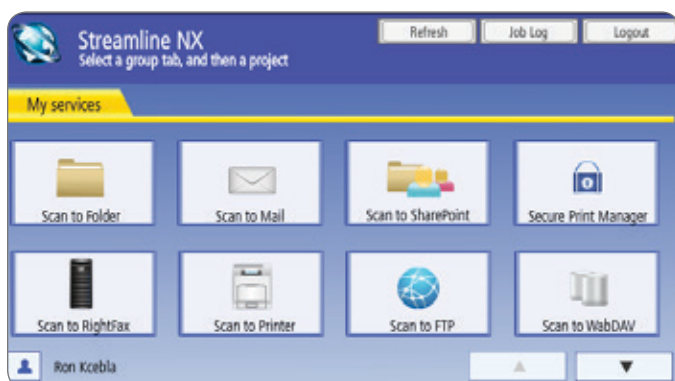 Streamline NX
Select a group tab, and then a project
Refresh
Job Log
Logout
My services
Scan to Folder
Scan to Mail
Scan to SharePoint
Secure Print Manager
Scan to RightFax
Scan to Printer
Scan to FTP
Scan to WabDAV
Ron Kcebla